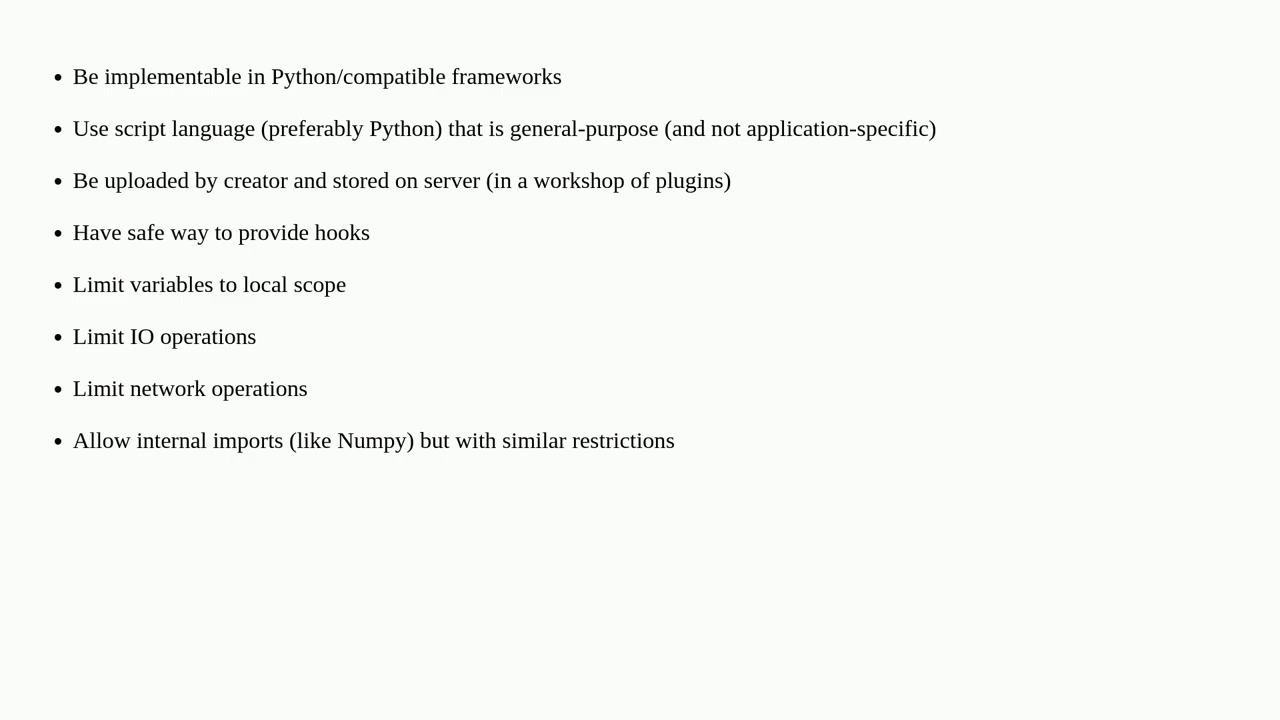 • Be implementable in Python/compatible frameworks
• Use script language (preferably Python) that is general-purpose (and not application-specific)
• Be uploaded by creator and stored on server (in a workshop of plugins)
• Have safe way to provide hooks
• Limit variables to local scope
• Limit IO operations
• Limit network operations
• Allow internal imports (like Numpy) but with similar restrictions